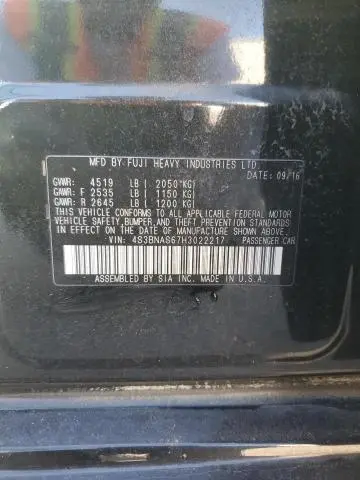 MFD BY FUJI HEAVY INDUSTRIES LTD.
DATE: 09/16
GVWR: 4519 LB ( 2050 KG)
GAWR: F 2535 LB ( 1150 KG)
GAWR: R 2645 LB ( 1200 KG)
THIS VEHICLE CONFORMS TO ALL APPLICABLE FEDERAL MOTOR
VEHICLE SAFETY, BUMPER, AND THEFT PREVENTION STANDARDS
IN EFFECT ON THE DATE OF MANUFACTURE SHOWN ABOVE.
VIN: 4S3BNAS67H3022217 PASSENGER CAR
ASSEMBLED BY SIA INC. MADE IN U.S.A.